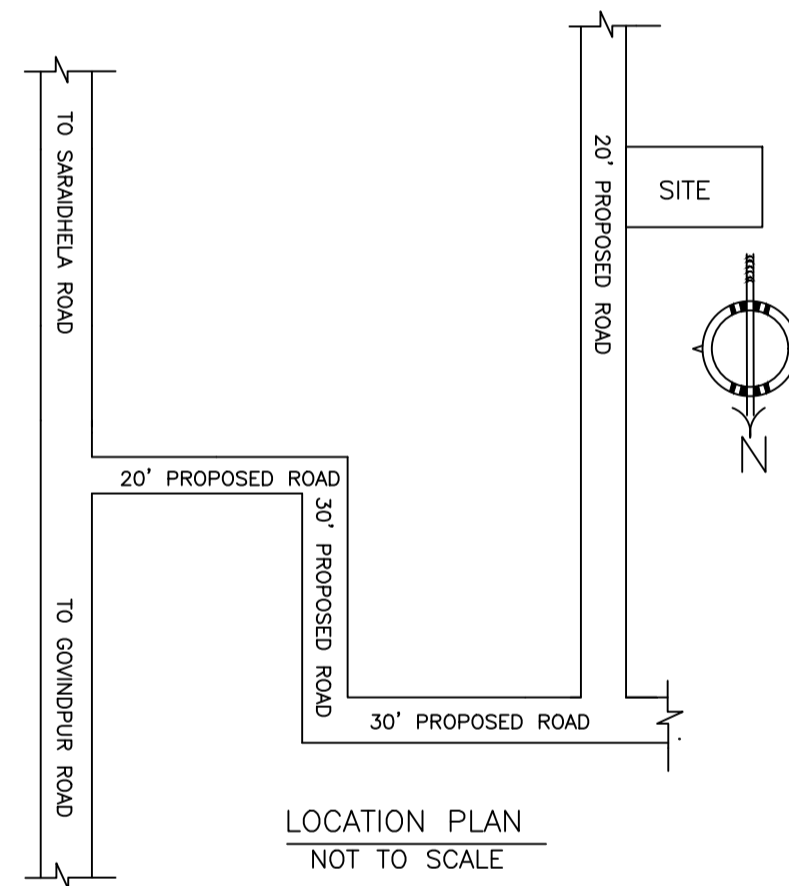 TO SARAIDHELA ROAD
20' PROPOSED ROAD
SITE
N
20' PROPOSED ROAD
30' PROPOSED ROAD
TO GOVINDPUR ROAD
30' PROPOSED ROAD
LOCATION PLAN
NOT TO SCALE